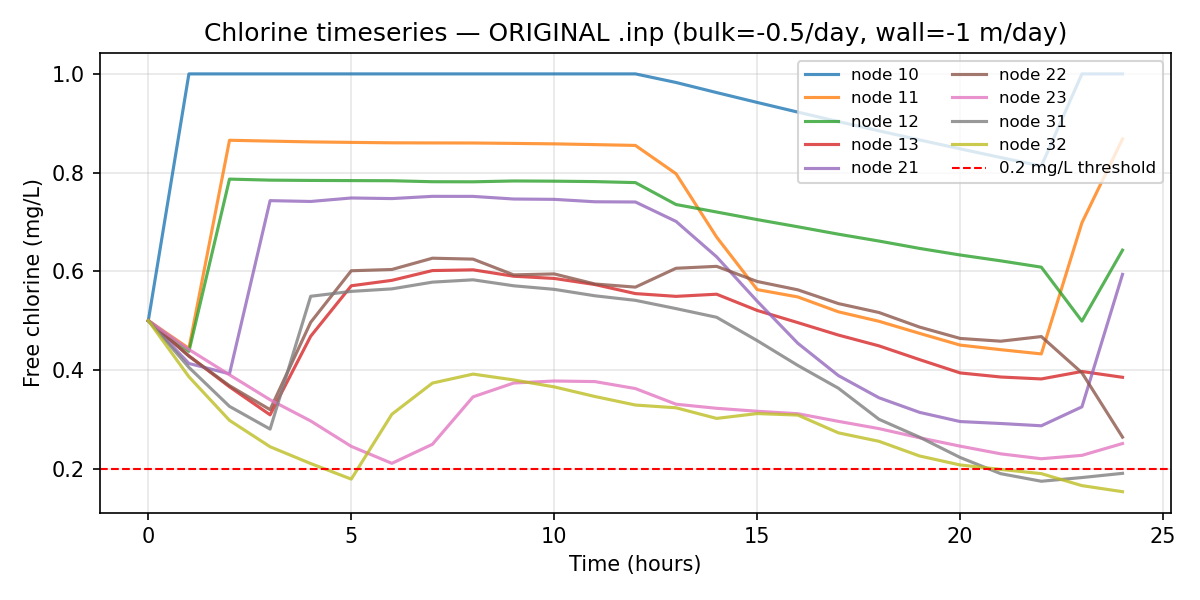 Chlorine timeseries — ORIGINAL .inp (bulk=-0.5/day, wall=-1 m/day)
Free chlorine (mg/L)
1.0
0.8
0.6
0.4
0.2
node 10
node 11
node 12
node 13
node 21
node 22
node 23
node 31
node 32
0.2 mg/L threshold
0 5 10 15 20 25
Time (hours)